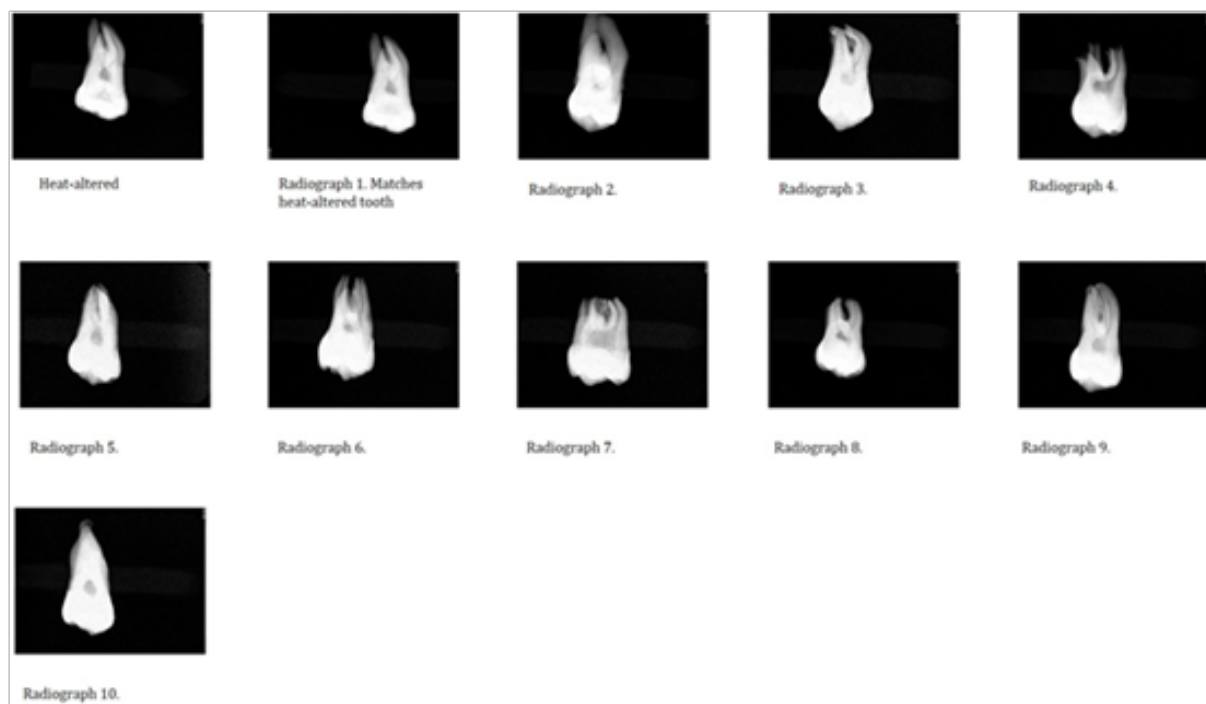 Heat-altered
Radiograph 1. Matches
heat-altered tooth
Radiograph 2.
Radiograph 3.
Radiograph 4.
Radiograph 5.
Radiograph 6.
Radiograph 7.
Radiograph 8.
Radiograph 9.
Radiograph 10.